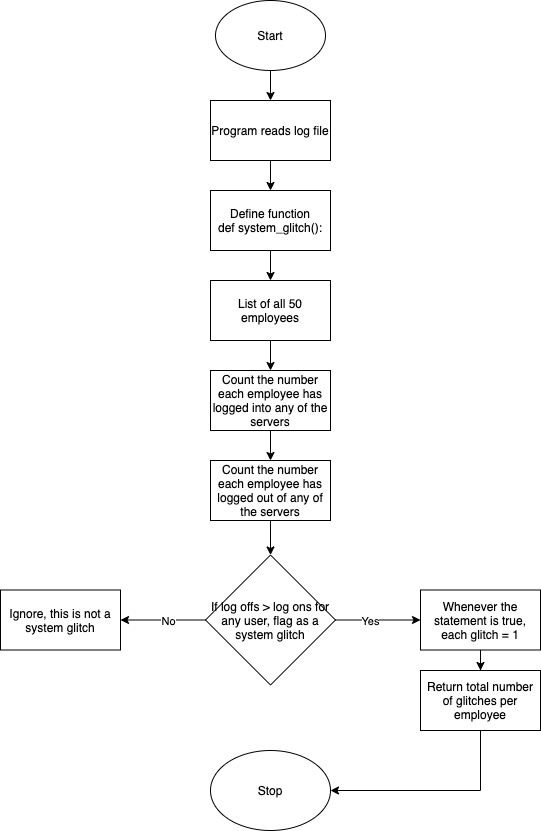 Start
Program reads log file
Define function
def system_glitch():
List of all 50
employees
Count the number
each employee has
logged into any of the
servers
Count the number
each employee has
logged out of any of
the servers
If log offs > log ons for
any user, flag as a
system glitch
No
Ignore, this is not a
system glitch
Yes
Whenever the
statement is true,
each glitch = 1
Return total number
of glitches per
employee
Stop